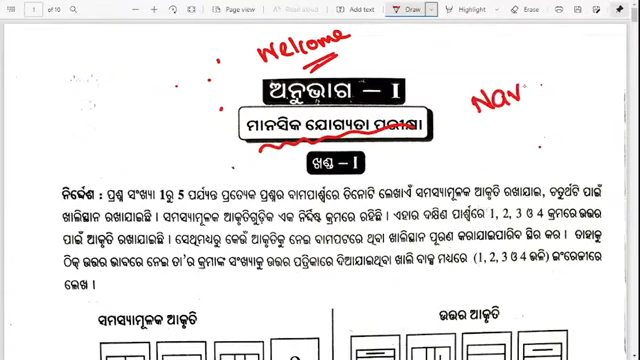 1 of 10
Page view
Read aloud
Add text
Draw
Highlight
Erase
Welcome
ଅନୁଭାଗ – I
Nav
ମାନସିକ ଯୋଗ୍ୟତା ପରୀକ୍ଷା
ଖଣ୍ଡ – I
ନିର୍ଦ୍ଦେଶ : ପ୍ରଶ୍ନ ସଂଖ୍ୟା 1ରୁ 5 ପର୍ଯ୍ୟନ୍ତ ପ୍ରତ୍ୟେକ ପ୍ରଶ୍ନର ବାମପାର୍ଶ୍ୱରେ ତିନୋଟି ଲେଖାଏଁ ସମସ୍ୟାମୂଳକ ଆକୃତି ରଖାଯାଇ, ଚତୁର୍ଥଟି ପାଇଁ
ଖାଲିସ୍ଥାନ ରଖାଯାଇଛି । ସମସ୍ୟାମୂଳକ ଆକୃତିଗୁଡ଼ିକ ଏକ ନିର୍ଦ୍ଦିଷ୍ଟ କ୍ରମରେ ରହିଛି । ଏହାର ଦକ୍ଷିଣ ପାର୍ଶ୍ୱରେ 1, 2, 3 ଓ 4 କ୍ରମରେ ଉତ୍ତର
ପାଇଁ ଆକୃତି ରଖାଯାଇଛି । ସେଥିମଧ୍ୟରୁ କେଉଁ ଆକୃତିକୁ ନେଇ ବାମପଟରେ ଥିବା ଖାଲିସ୍ଥାନ ପୂରଣ କରାଯାଇପାରିବ ସ୍ଥିର କର । ତାହାକୁ
ଠିକ୍ ଉତ୍ତର ଭାବରେ ନେଇ ତା'ର କ୍ରମାଙ୍କ ସଂଖ୍ୟାକୁ ଉତ୍ତର ପତ୍ରିକାରେ ଦିଆଯାଇଥିବା ଖାଲି ବାକ୍ସ ମଧ୍ୟରେ (1, 2, 3 ଓ 4 ଭଳି) ଇଂରେଜୀରେ
ଲେଖ ।
ସମସ୍ୟାମୂଳକ ଆକୃତି
ଉତ୍ତର ଆକୃତି